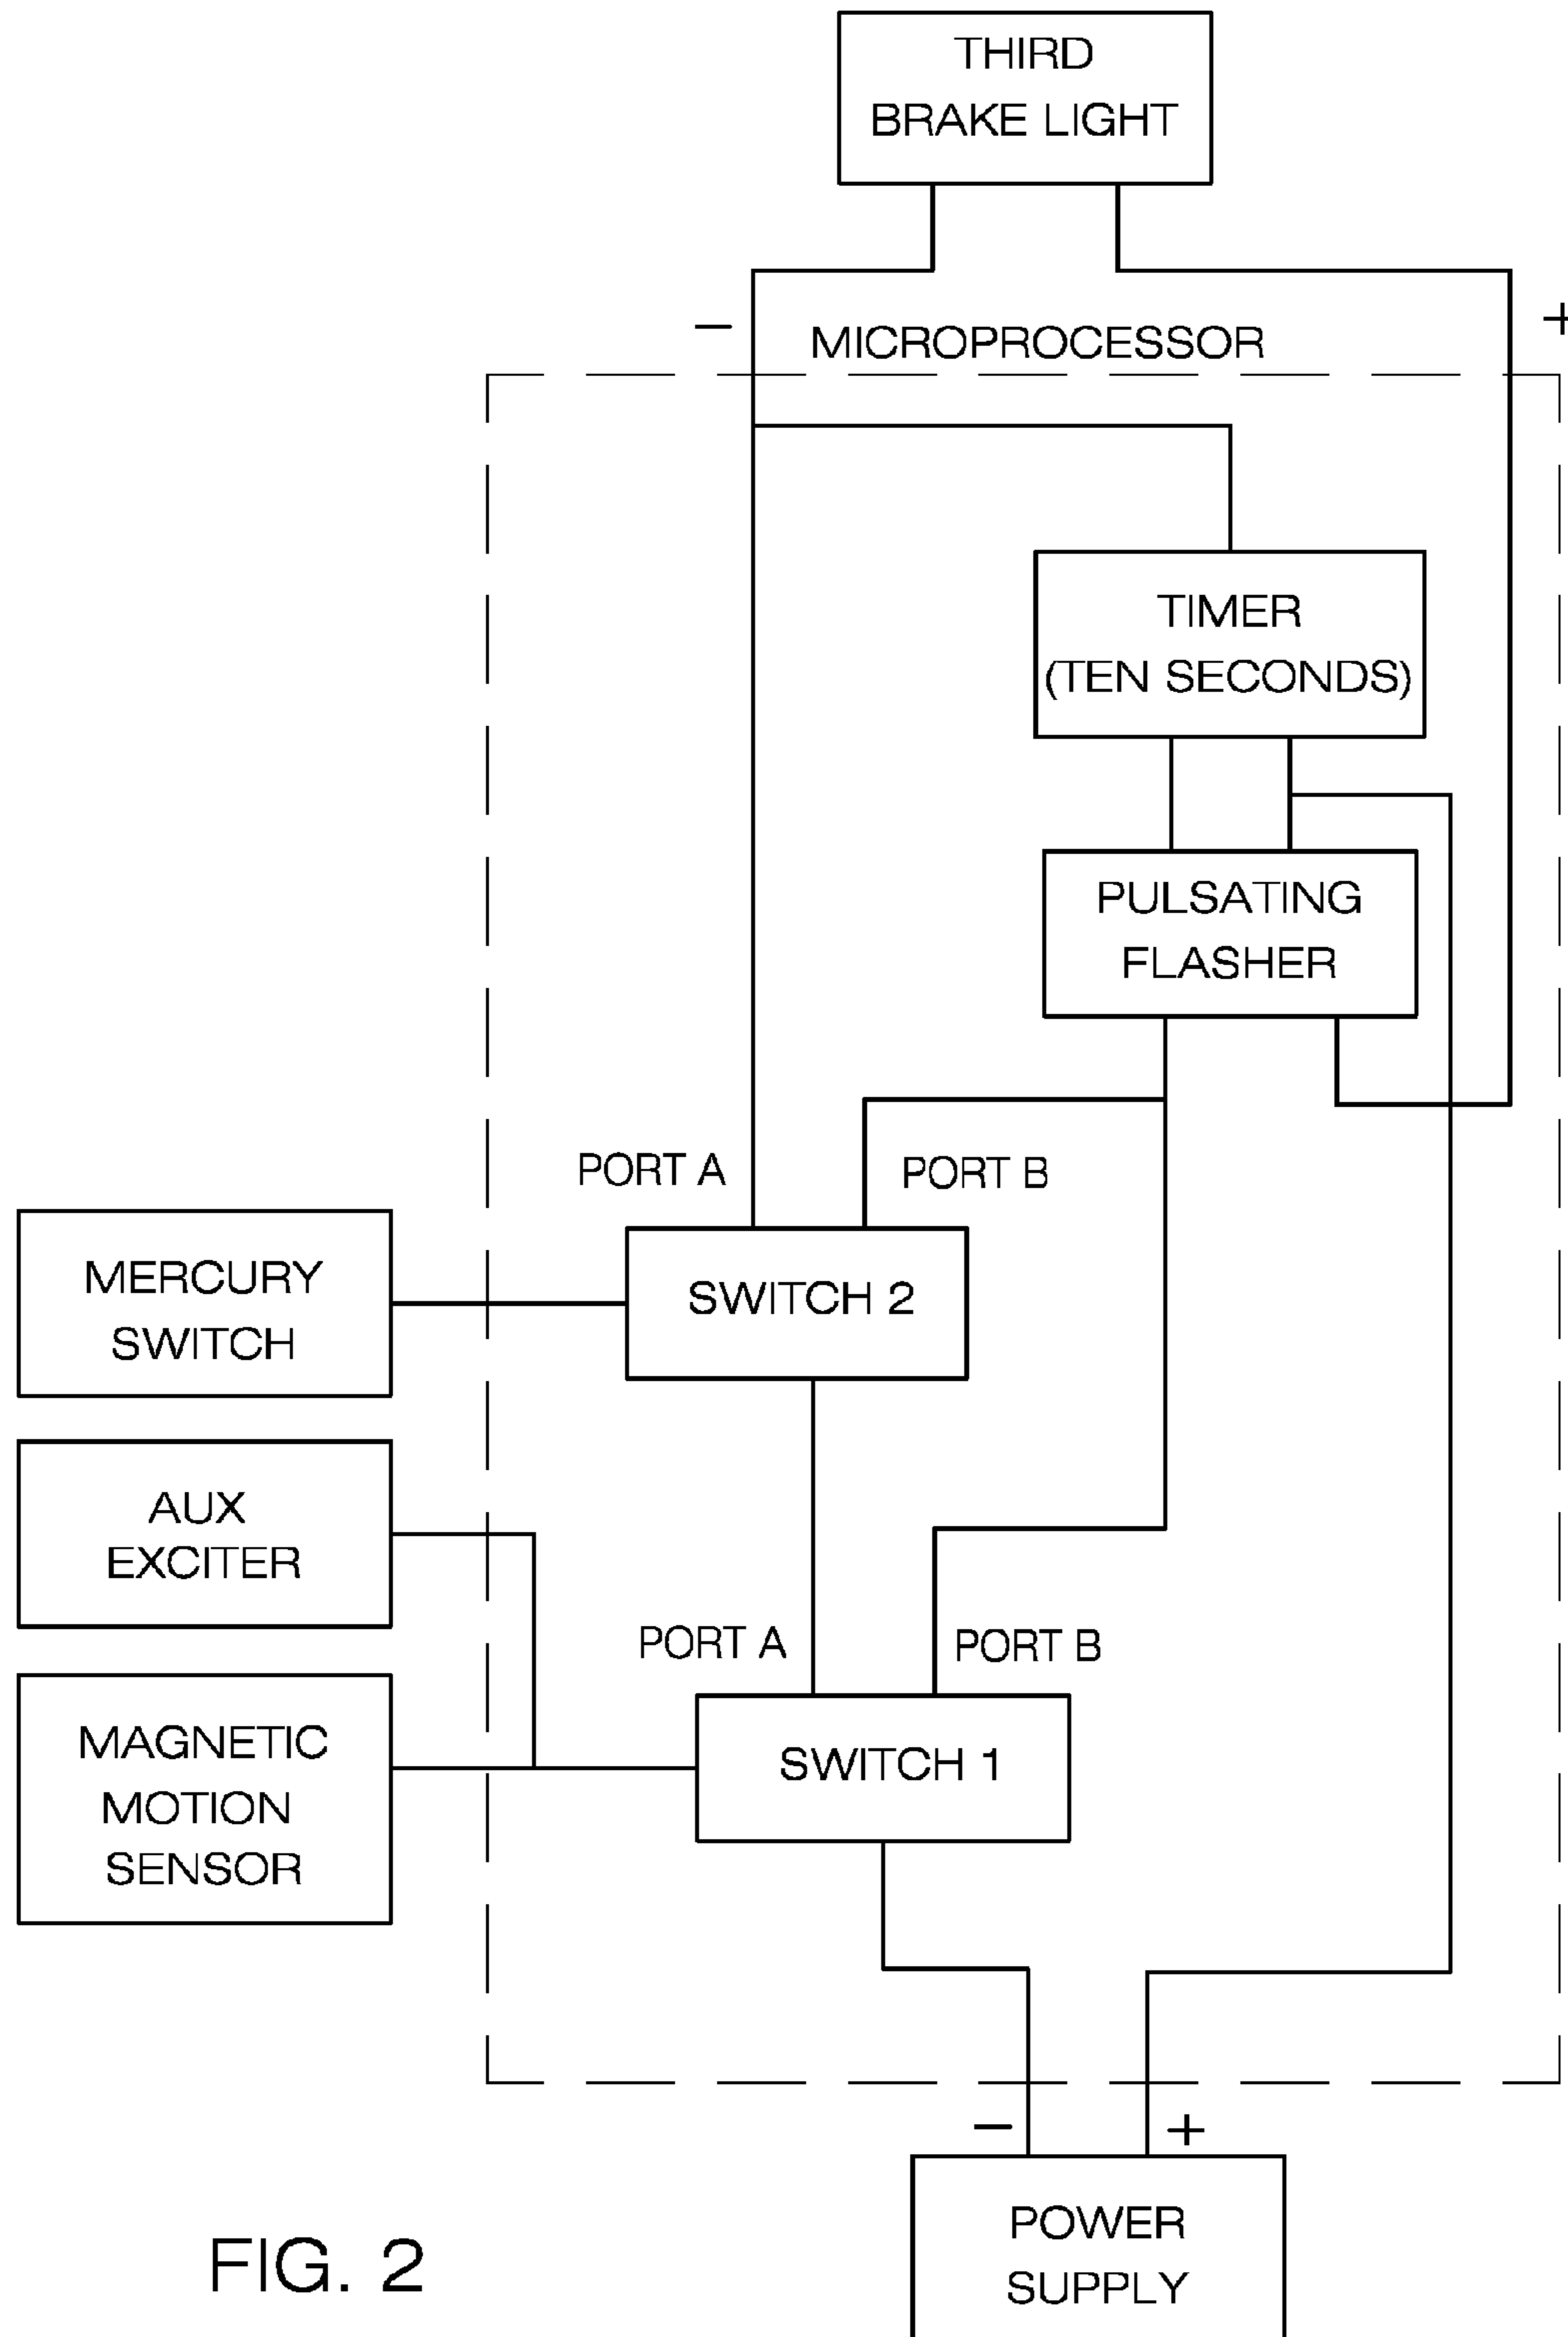 THIRD
BRAKE LIGHT
−
+
MICROPROCESSOR
TIMER
(TEN SECONDS)
PULSATING
FLASHER
PORT A
PORT B
MERCURY
SWITCH
SWITCH 2
AUX
EXCITER
PORT A
PORT B
MAGNETIC
MOTION
SENSOR
SWITCH 1
−
+
POWER
SUPPLY
FIG. 2